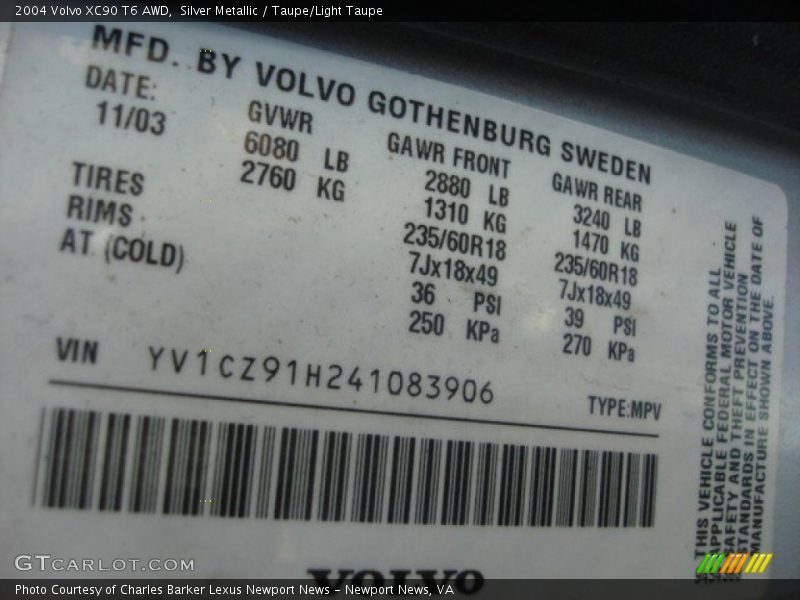 2004 Volvo XC90 T6 AWD,  Silver Metallic / Taupe/Light Taupe
MFD. BY VOLVO GOTHENBURG SWEDEN
DATE: GVWR GAWR FRONT GAWR REAR
11/03 6080 LB 2880 LB 3240 LB
2760 KG 1310 KG 1470 KG
TIRES 235/60R18 235/60R18
RIMS 7Jx18x49 7Jx18x49
AT (COLD) 36 PSI 39 PSI
250 KPa 270 KPa
VIN YV1CZ91H241083906
TYPE:MPV
THIS VEHICLE CONFORMS TO ALL
APPLICABLE FEDERAL MOTOR VEHICLE
SAFETY AND THEFT PREVENTION
STANDARDS IN EFFECT ON THE DATE OF
MANUFACTURE SHOWN ABOVE.
VOLVO
GTCARLOT.COM
Photo Courtesy of Charles Barker Lexus Newport News – Newport News, VA